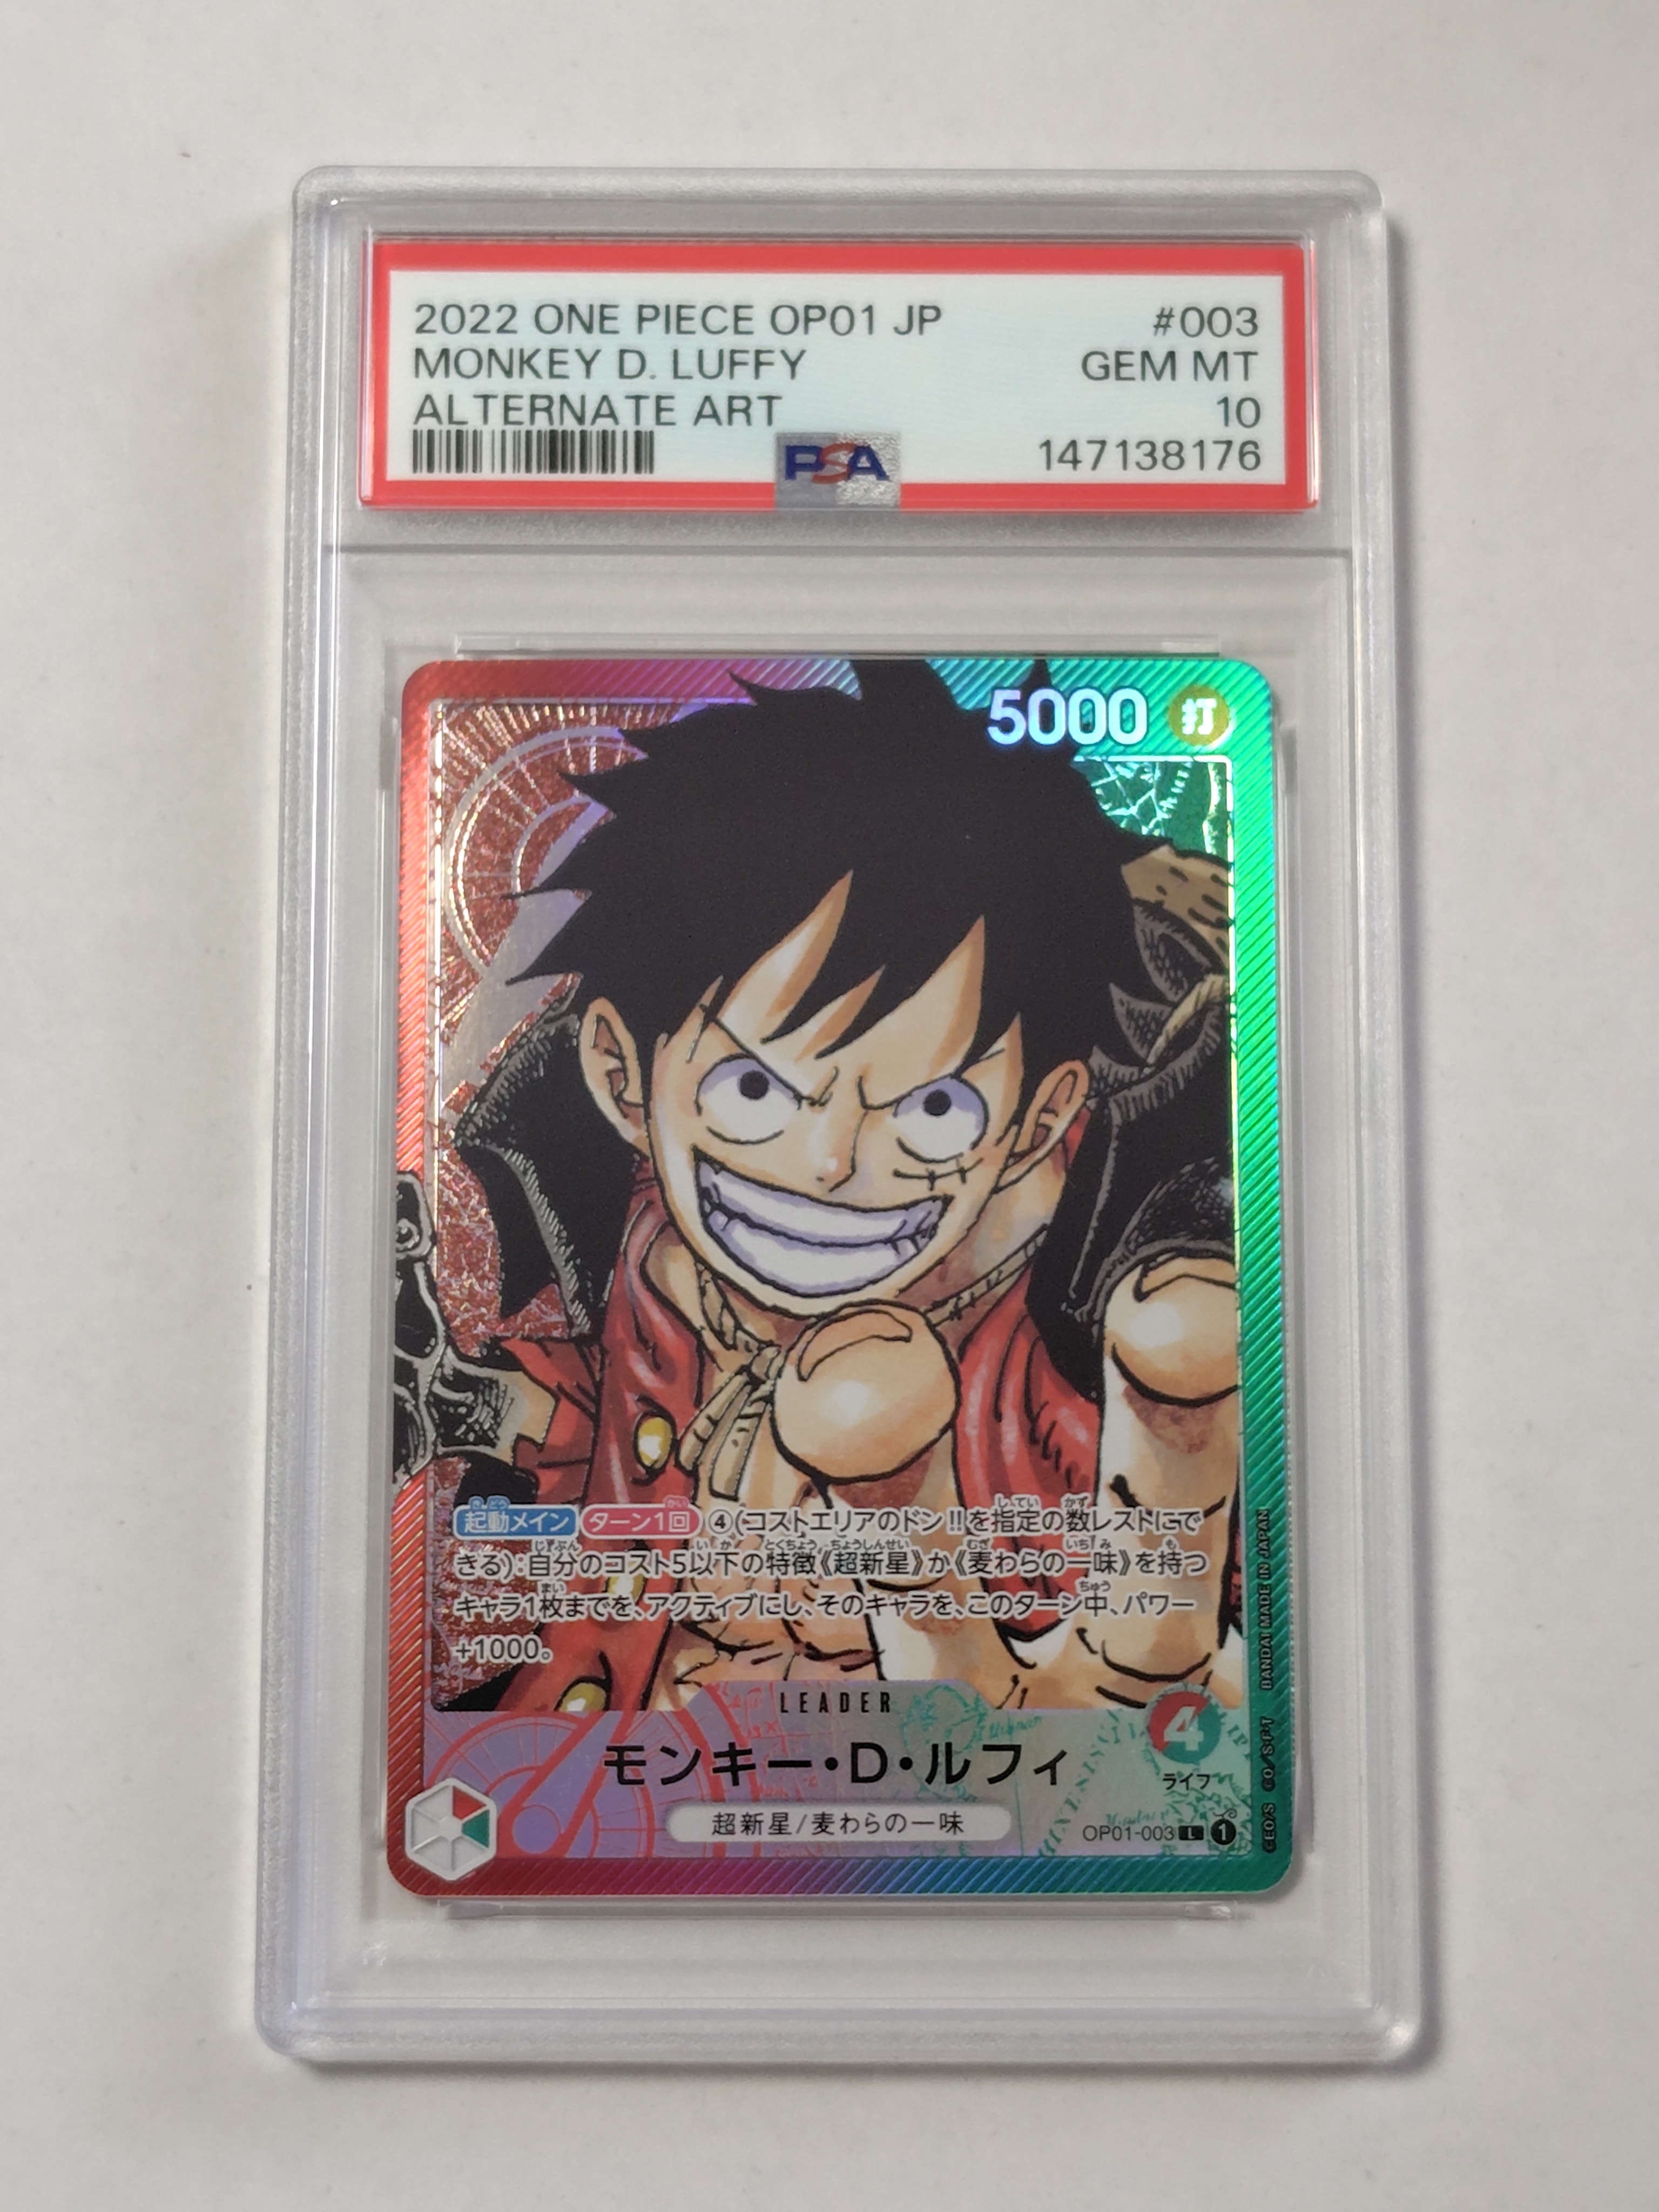 2022 ONE PIECE OP01 JP #003
MONKEY D. LUFFY GEM MT
ALTERNATE ART 10
PSA 147138176
5000 打
起動メイン ターン1回 ④(コストエリアのドン!!を指定の数レストにで
きる):自分のコスト5以下の特徴《超新星》か《麦わらの一味》を持つ
キャラ1枚までを、アクティブにし、そのキャラを、このターン中、パワー
+1000。
LEADER
モンキー・D・ルフィ
4
ライフ
超新星/麦わらの一味
OP01-003 L 1
BANDAI MADE IN JAPAN